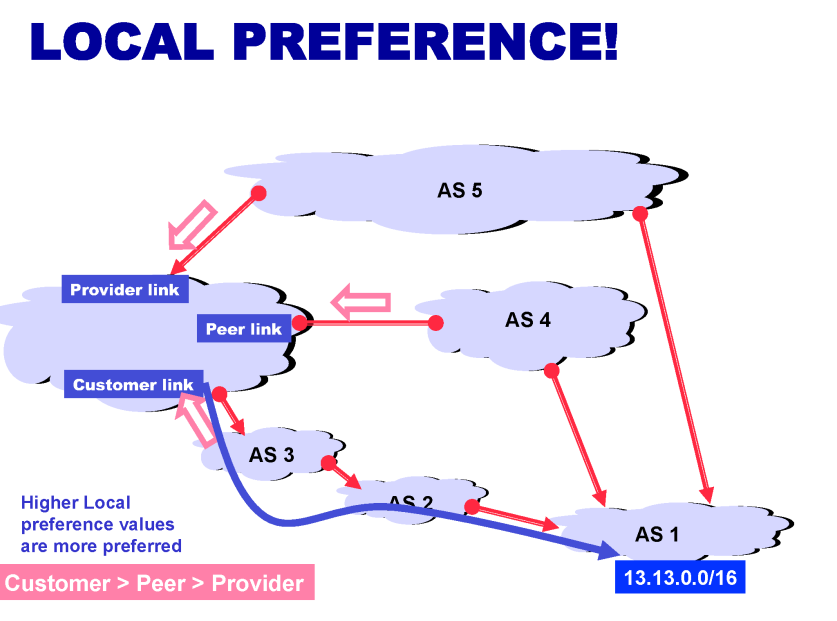 LOCAL PREFERENCE!
AS 5
Provider link
Peer link
AS 4
Customer link
AS 3
AS 2
AS 1
13.13.0.0/16
Higher Local
preference values
are more preferred
Customer > Peer > Provider